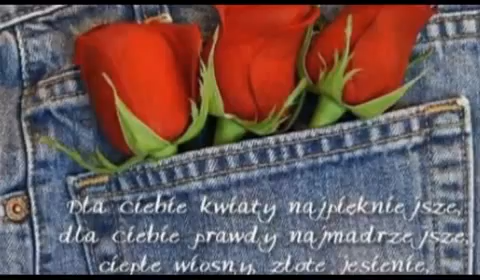 Dla ciebie kwiaty najpiękniejsze,
dla ciebie prawdy najmądrzejsze,
ciepłe wiosny, złote jesienie.